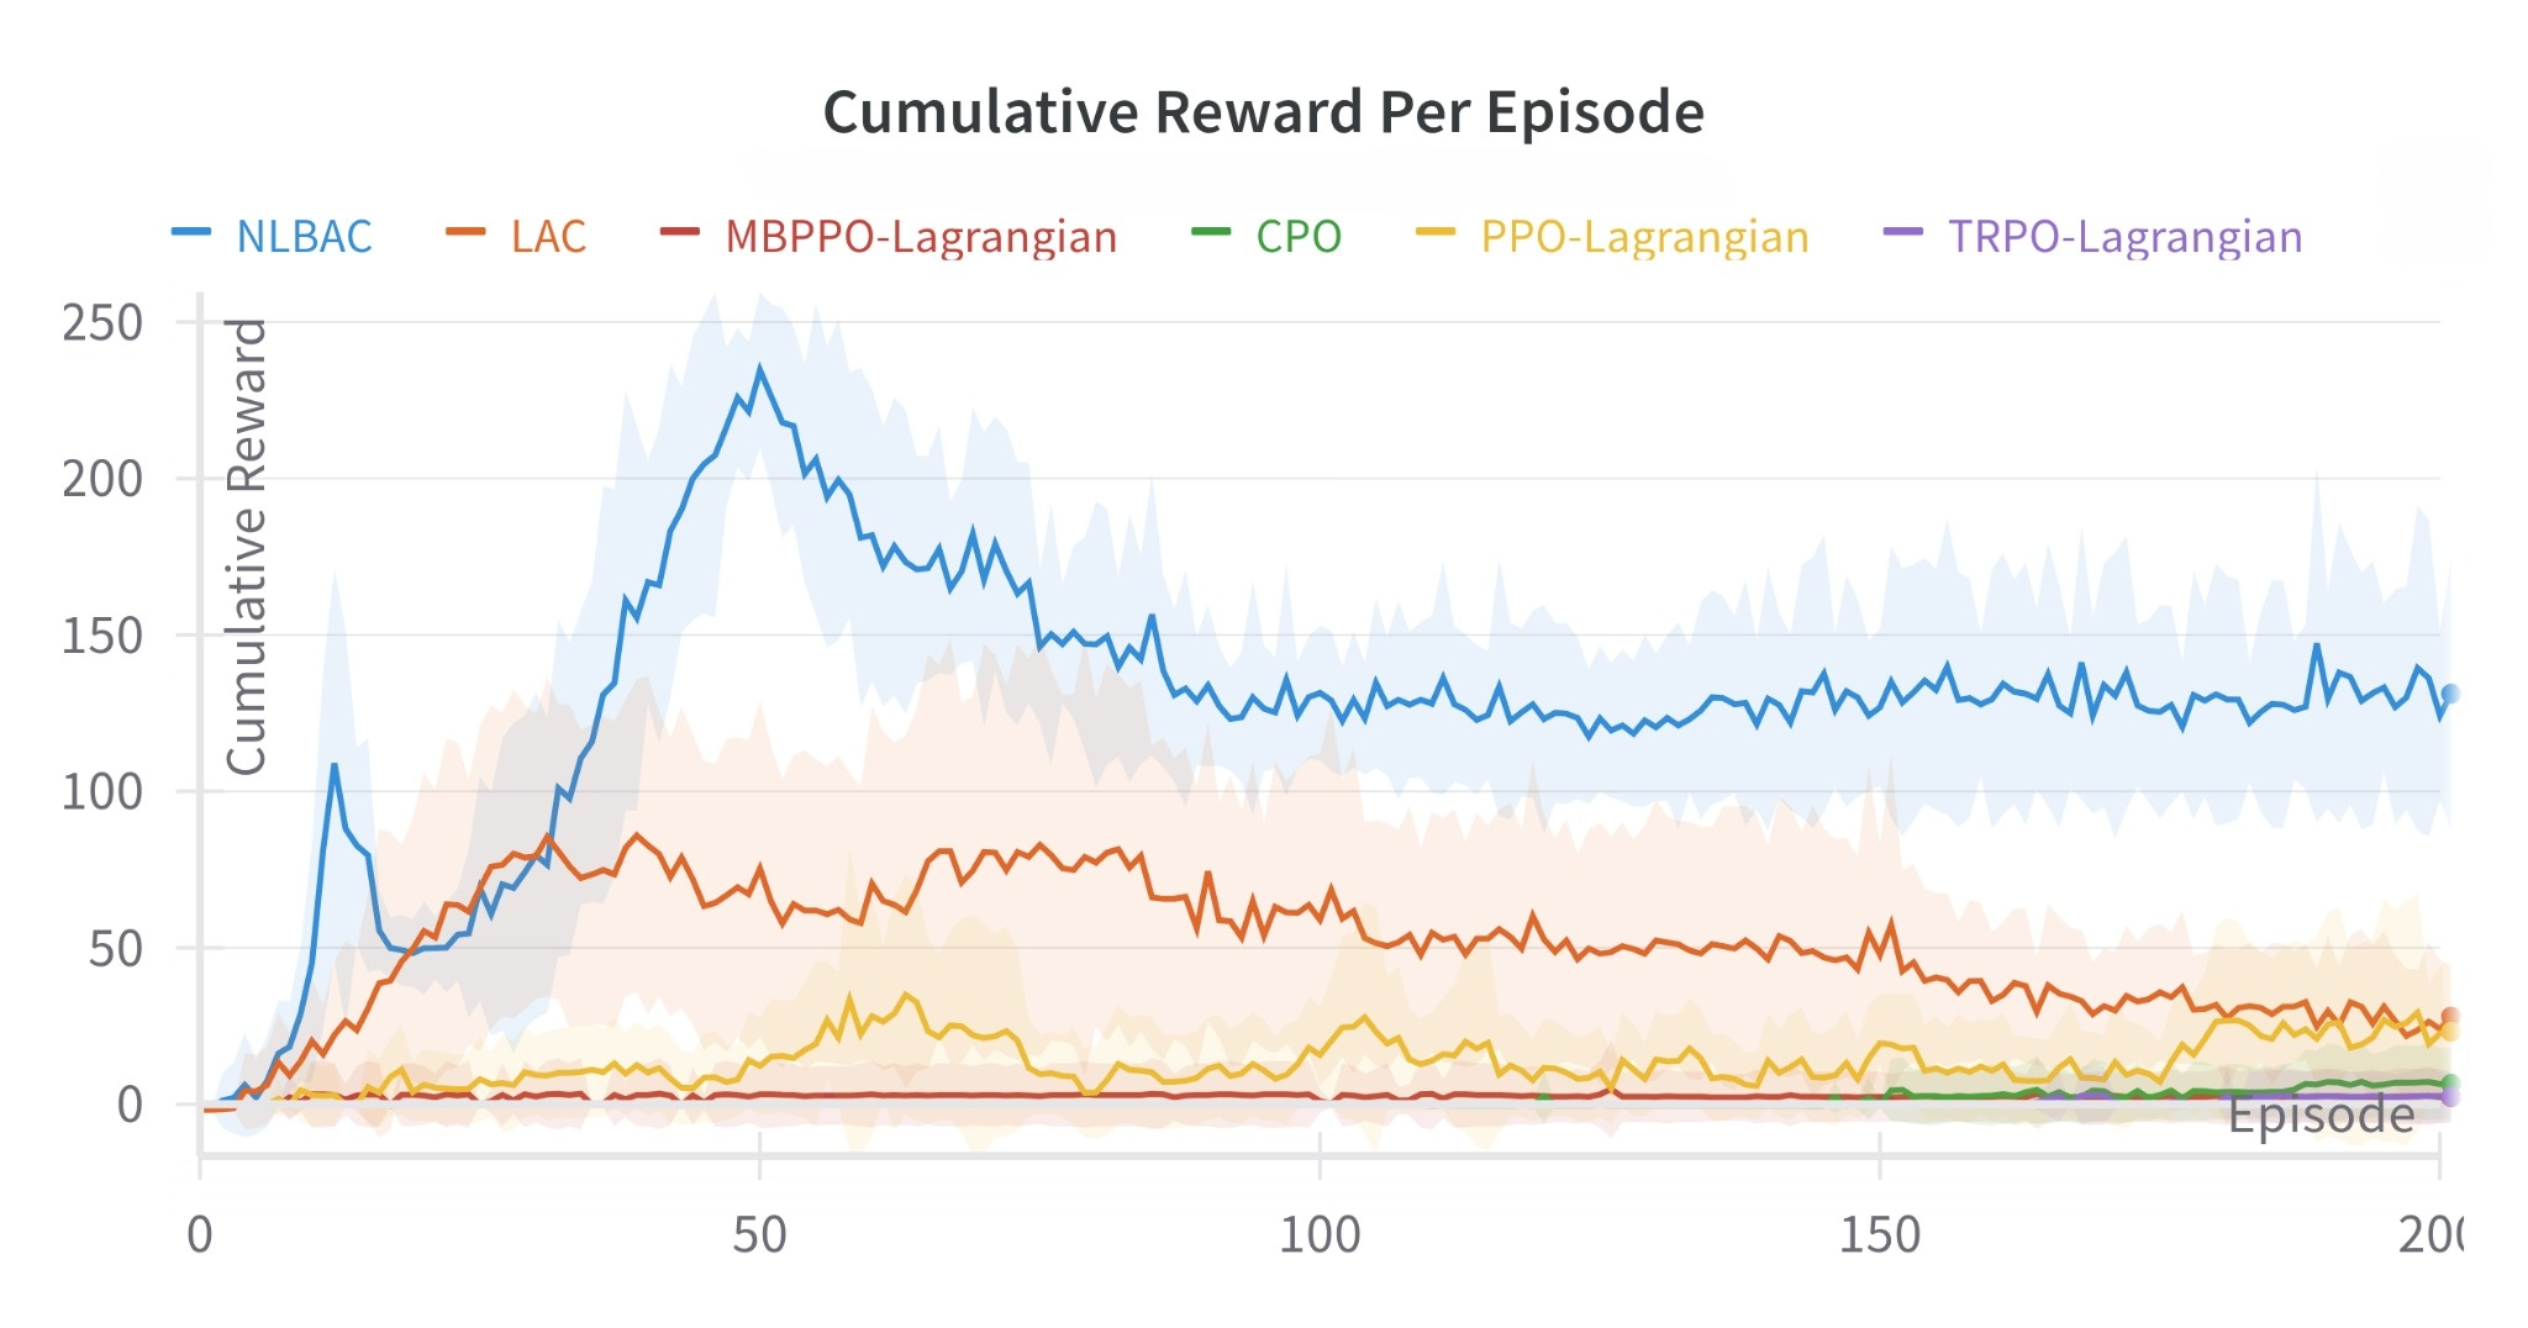 Cumulative Reward Per Episode
NLBAC LAC MBPPO-Lagrangian CPO PPO-Lagrangian TRPO-Lagrangian
250
200
150
100
50
0
Cumulative Reward
Episode
0 50 100 150 200